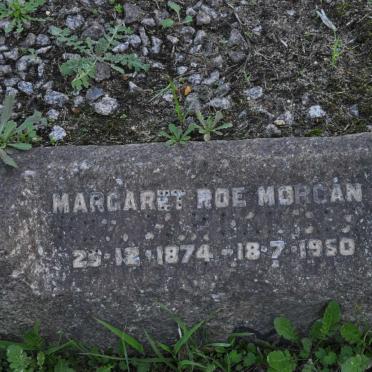 MARGARET ROE MORGAN
25·12·1874 - 18·7·1950